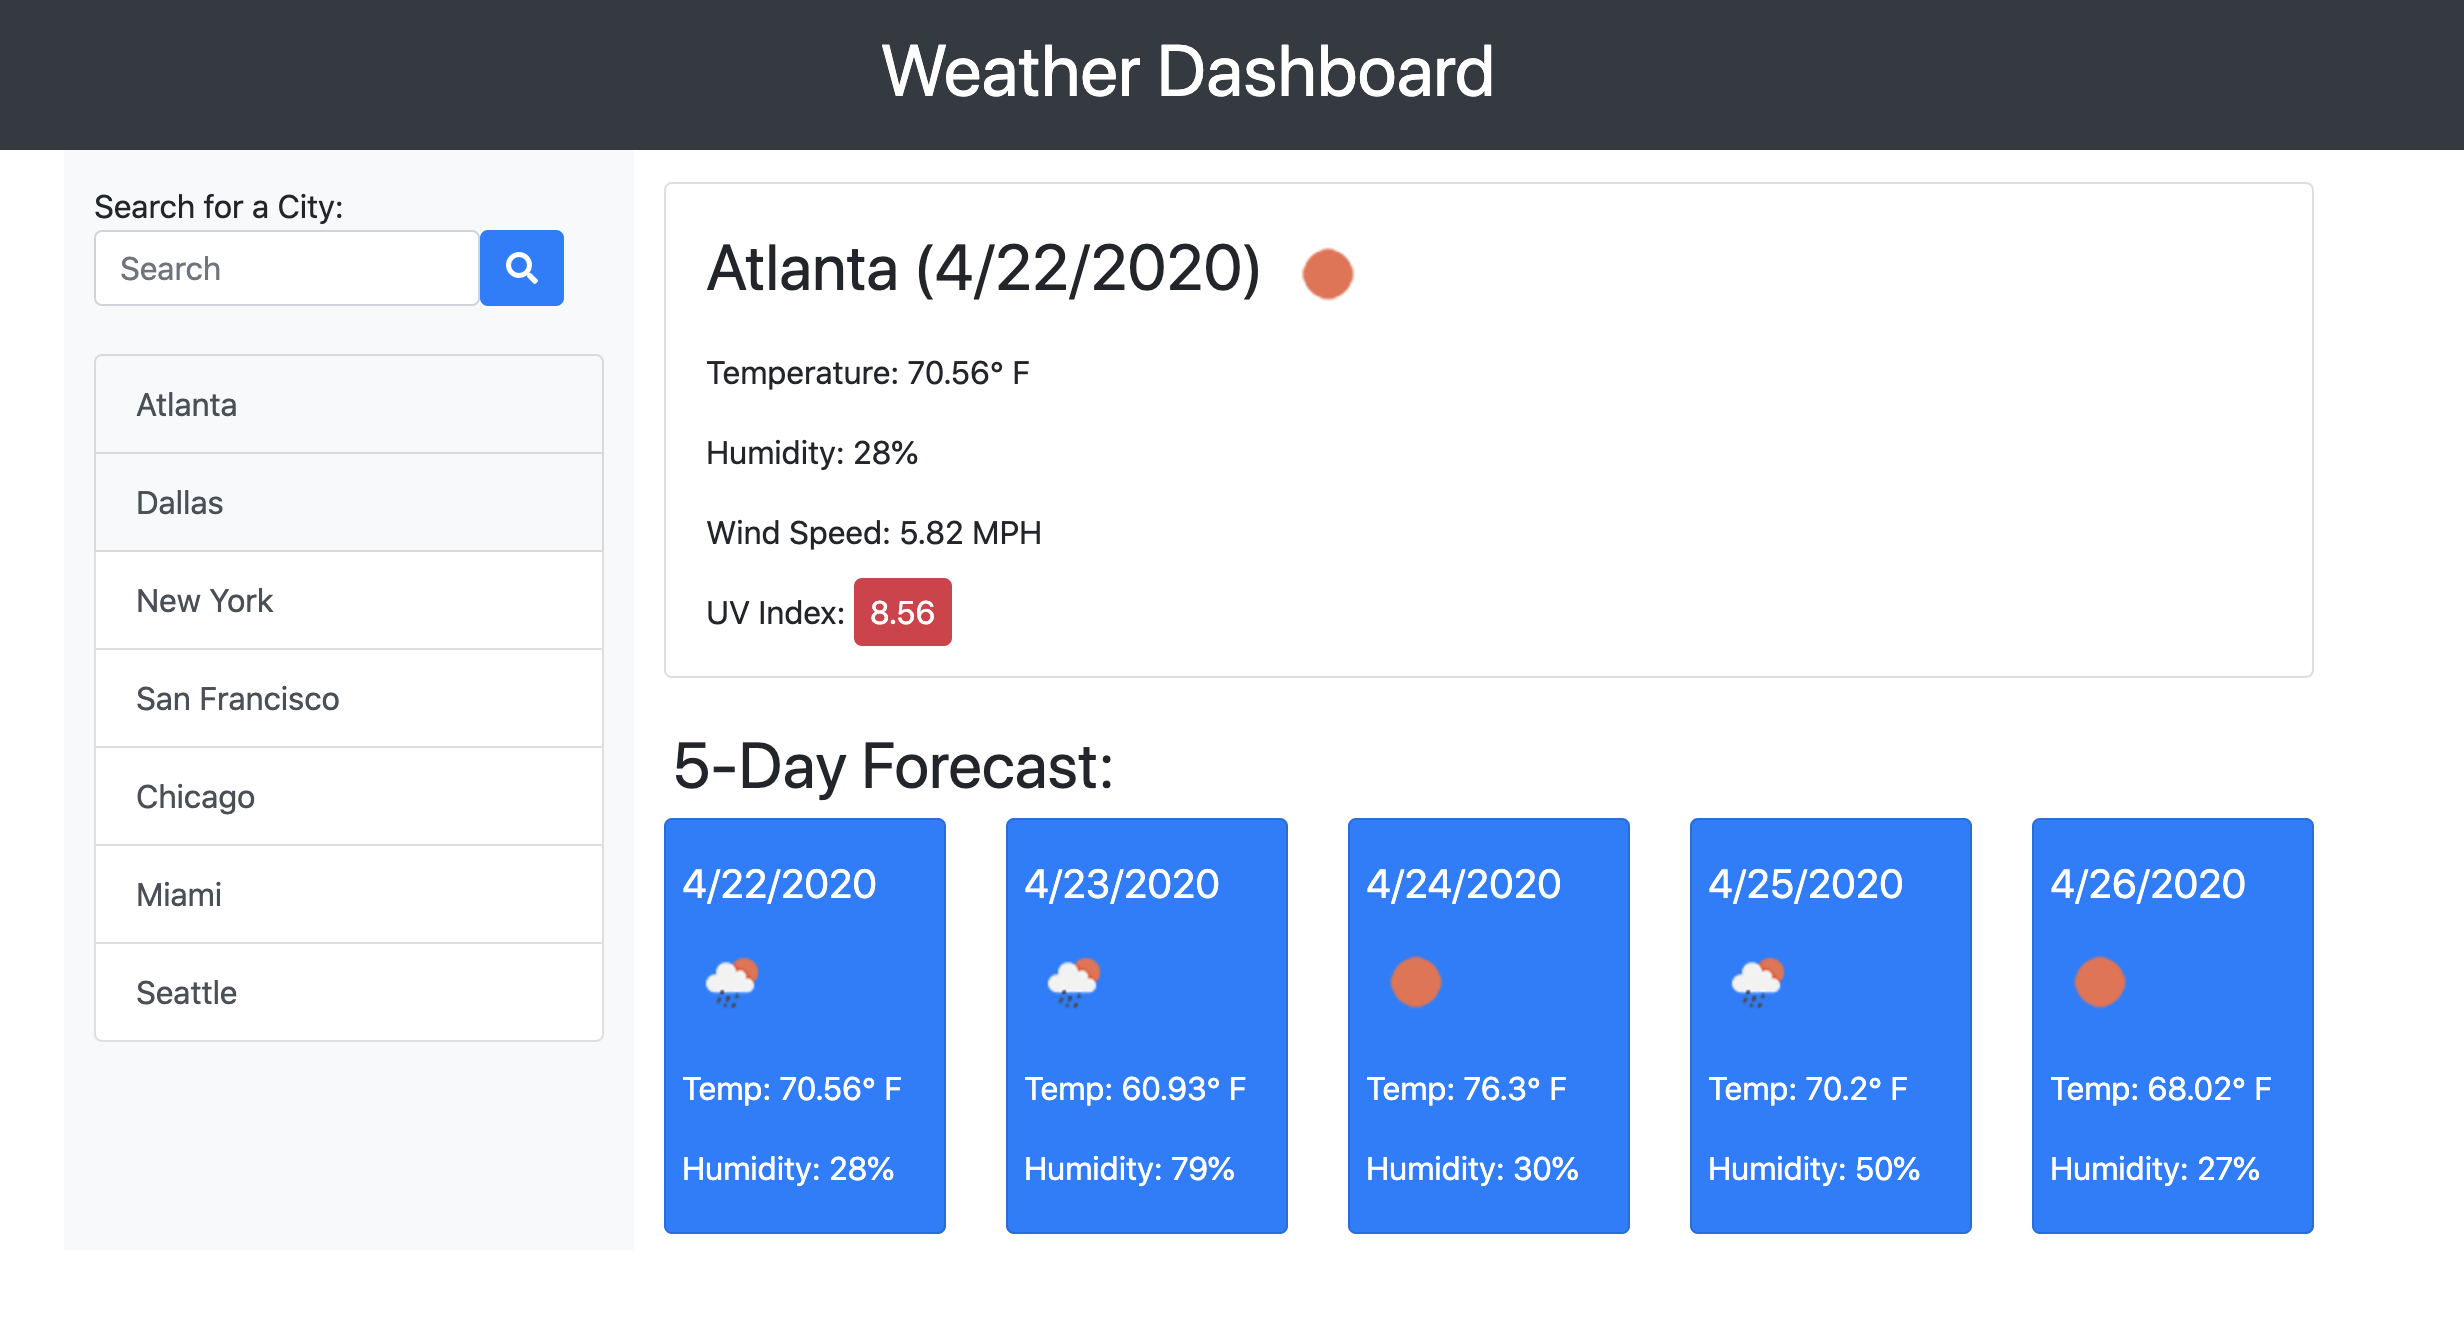 Weather Dashboard
Search for a City:
Search
Atlanta
Dallas
New York
San Francisco
Chicago
Miami
Seattle
Atlanta (4/22/2020)
Temperature: 70.56° F
Humidity: 28%
Wind Speed: 5.82 MPH
UV Index: 8.56
5-Day Forecast:
4/22/2020
Temp: 70.56° F
Humidity: 28%
4/23/2020
Temp: 60.93° F
Humidity: 79%
4/24/2020
Temp: 76.3° F
Humidity: 30%
4/25/2020
Temp: 70.2° F
Humidity: 50%
4/26/2020
Temp: 68.02° F
Humidity: 27%